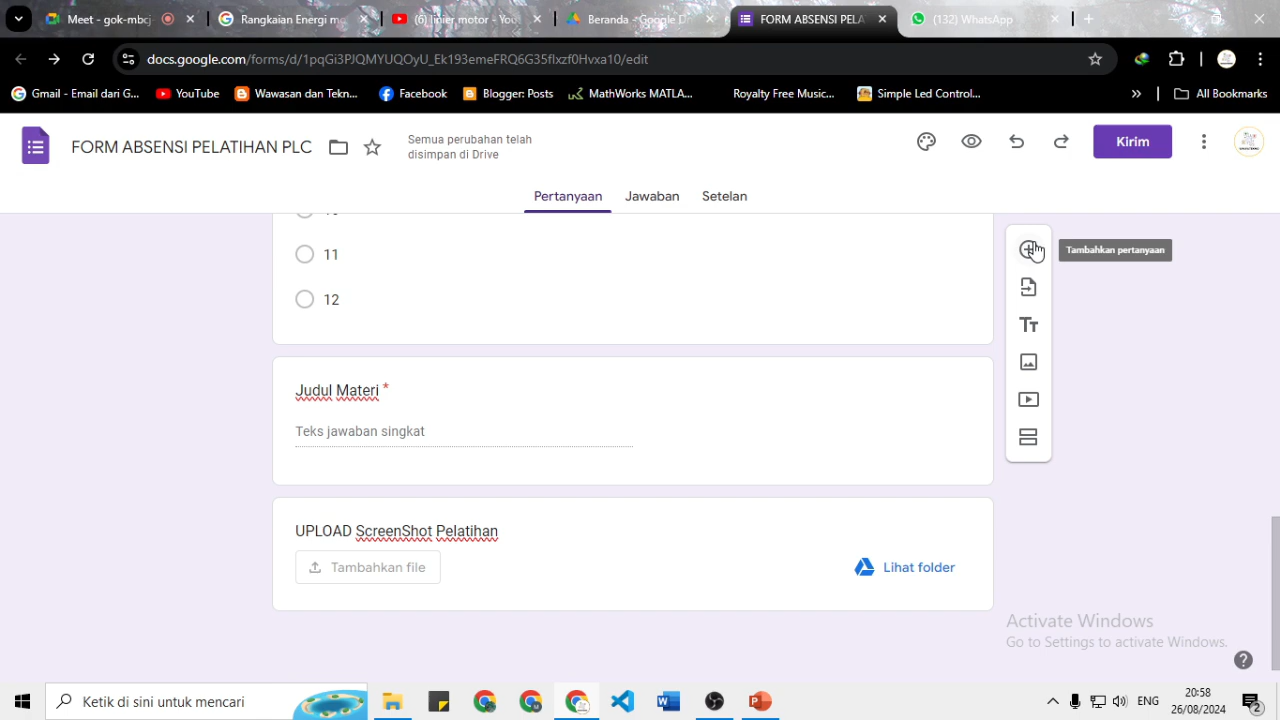 Meet - gok-mbcj
Rangkaian Energi m
(6) linier motor - You
Beranda - Google D
FORM ABSENSI PELA
(132) WhatsApp
docs.google.com/forms/d/1pqGi3PJQMYUQOyU_Ek193emeFRQ6G35flxzf0Hvxa10/edit
Gmail - Email dari G...
YouTube
Wawasan dan Tekn...
Facebook
Blogger: Posts
MathWorks MATLA...
Royalty Free Music...
Simple Led Control...
All Bookmarks
FORM ABSENSI PELATIHAN PLC
Semua perubahan telah
disimpan di Drive
Kirim
Pertanyaan
Jawaban
Setelan
11
12
Tambahkan pertanyaan
Judul Materi *
Teks jawaban singkat
UPLOAD ScreenShot Pelatihan
Tambahkan file
Lihat folder
Activate Windows
Go to Settings to activate Windows.
Ketik di sini untuk mencari
ENG
20:58
26/08/2024
2